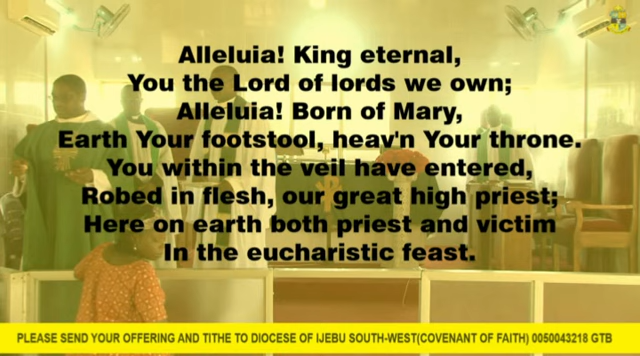 Alleluia! King eternal,
You the Lord of lords we own;
Alleluia! Born of Mary,
Earth Your footstool, heav'n Your throne.
You within the veil have entered,
Robed in flesh, our great high priest;
Here on earth both priest and victim
In the eucharistic feast.
PLEASE SEND YOUR OFFERING AND TITHE TO DIOCESE OF IJEBU SOUTH-WEST(COVENANT OF FAITH) 0050043218 GTB